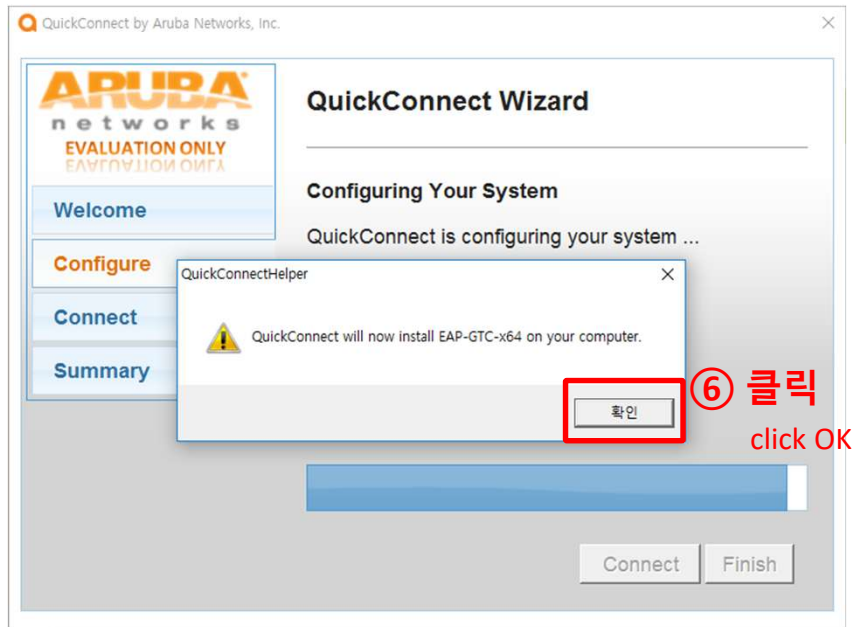 QuickConnect by Aruba Networks, Inc.
ARUBA
networks
EVALUATION ONLY
EVALUATION ONLY
QuickConnect Wizard
Welcome
Configure
Connect
Summary
Configuring Your System
QuickConnect is configuring your system ...
QuickConnectHelper
QuickConnect will now install EAP-GTC-x64 on your computer.
확인
⑥ 클릭
click OK
Connect
Finish